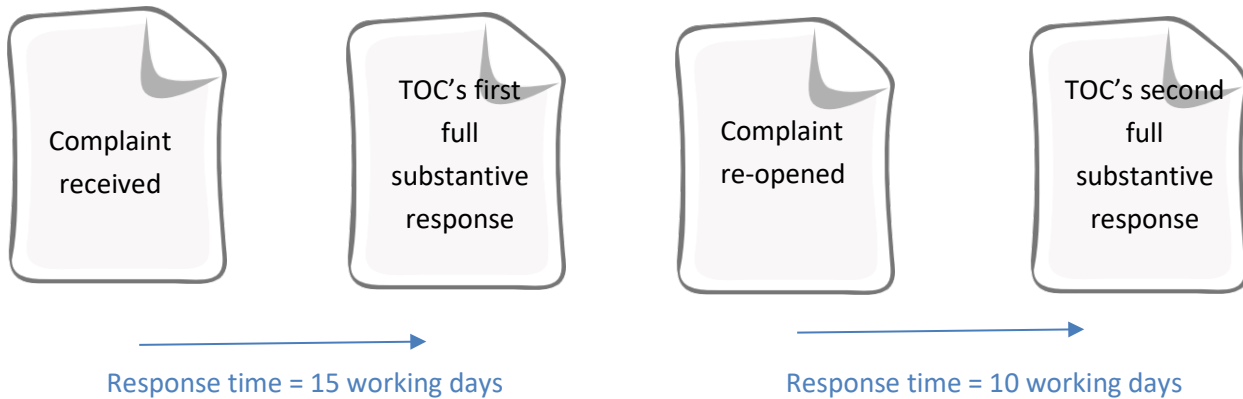 Complaint
received
TOC’s first
full
substantive
response
Complaint
re-opened
TOC’s second
full
substantive
response
Response time = 15 working days
Response time = 10 working days